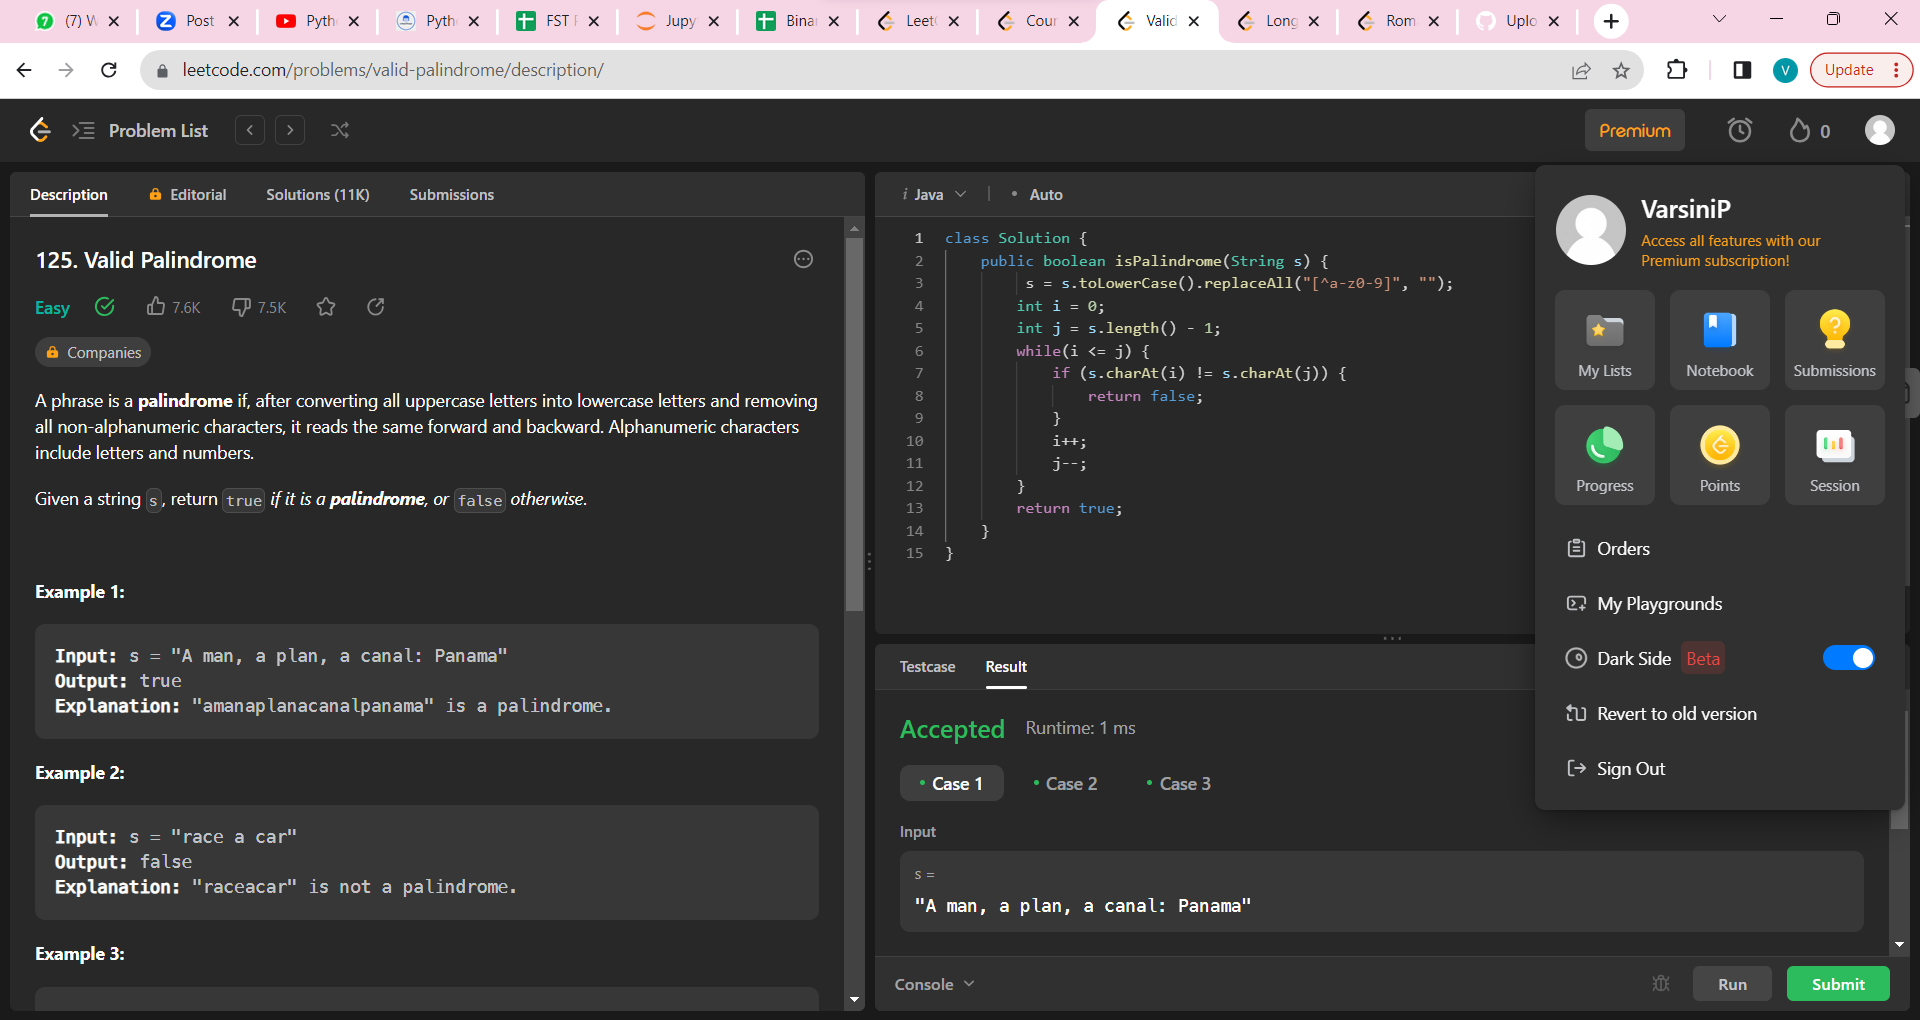 (7) W
Post
Pyth
Pyth
FST F
Jupy
Bina
Leet
Cour
Valid
Long
Rom
Uplo
leetcode.com/problems/valid-palindrome/description/
V
Update
Problem List
Premium
0
Description
Editorial
Solutions (11K)
Submissions
125. Valid Palindrome
Easy
7.6K
7.5K
Companies
A phrase is a palindrome if, after converting all uppercase letters into lowercase letters and removing
all non-alphanumeric characters, it reads the same forward and backward. Alphanumeric characters
include letters and numbers.
Given a string s, return true if it is a palindrome, or false otherwise.
Example 1:
Input: s = "A man, a plan, a canal: Panama"
Output: true
Explanation: "amanaplanacanalpanama" is a palindrome.
Example 2:
Input: s = "race a car"
Output: false
Explanation: "raceacar" is not a palindrome.
Example 3:
i Java
• Auto
1 class Solution {
2 public boolean isPalindrome(String s) {
3 s = s.toLowerCase().replaceAll("[^a-z0-9]", "");
4 int i = 0;
5 int j = s.length() - 1;
6 while(i <= j) {
7 if (s.charAt(i) != s.charAt(j)) {
8 return false;
9 }
10 i++;
11 j--;
12 }
13 return true;
14 }
15 }
Testcase
Result
Accepted
Runtime: 1 ms
• Case 1
• Case 2
• Case 3
Input
s =
"A man, a plan, a canal: Panama"
Console
Run
Submit
VarsiniP
Access all features with our
Premium subscription!
My Lists
Notebook
Submissions
Progress
Points
Session
Orders
My Playgrounds
Dark Side Beta
Revert to old version
Sign Out